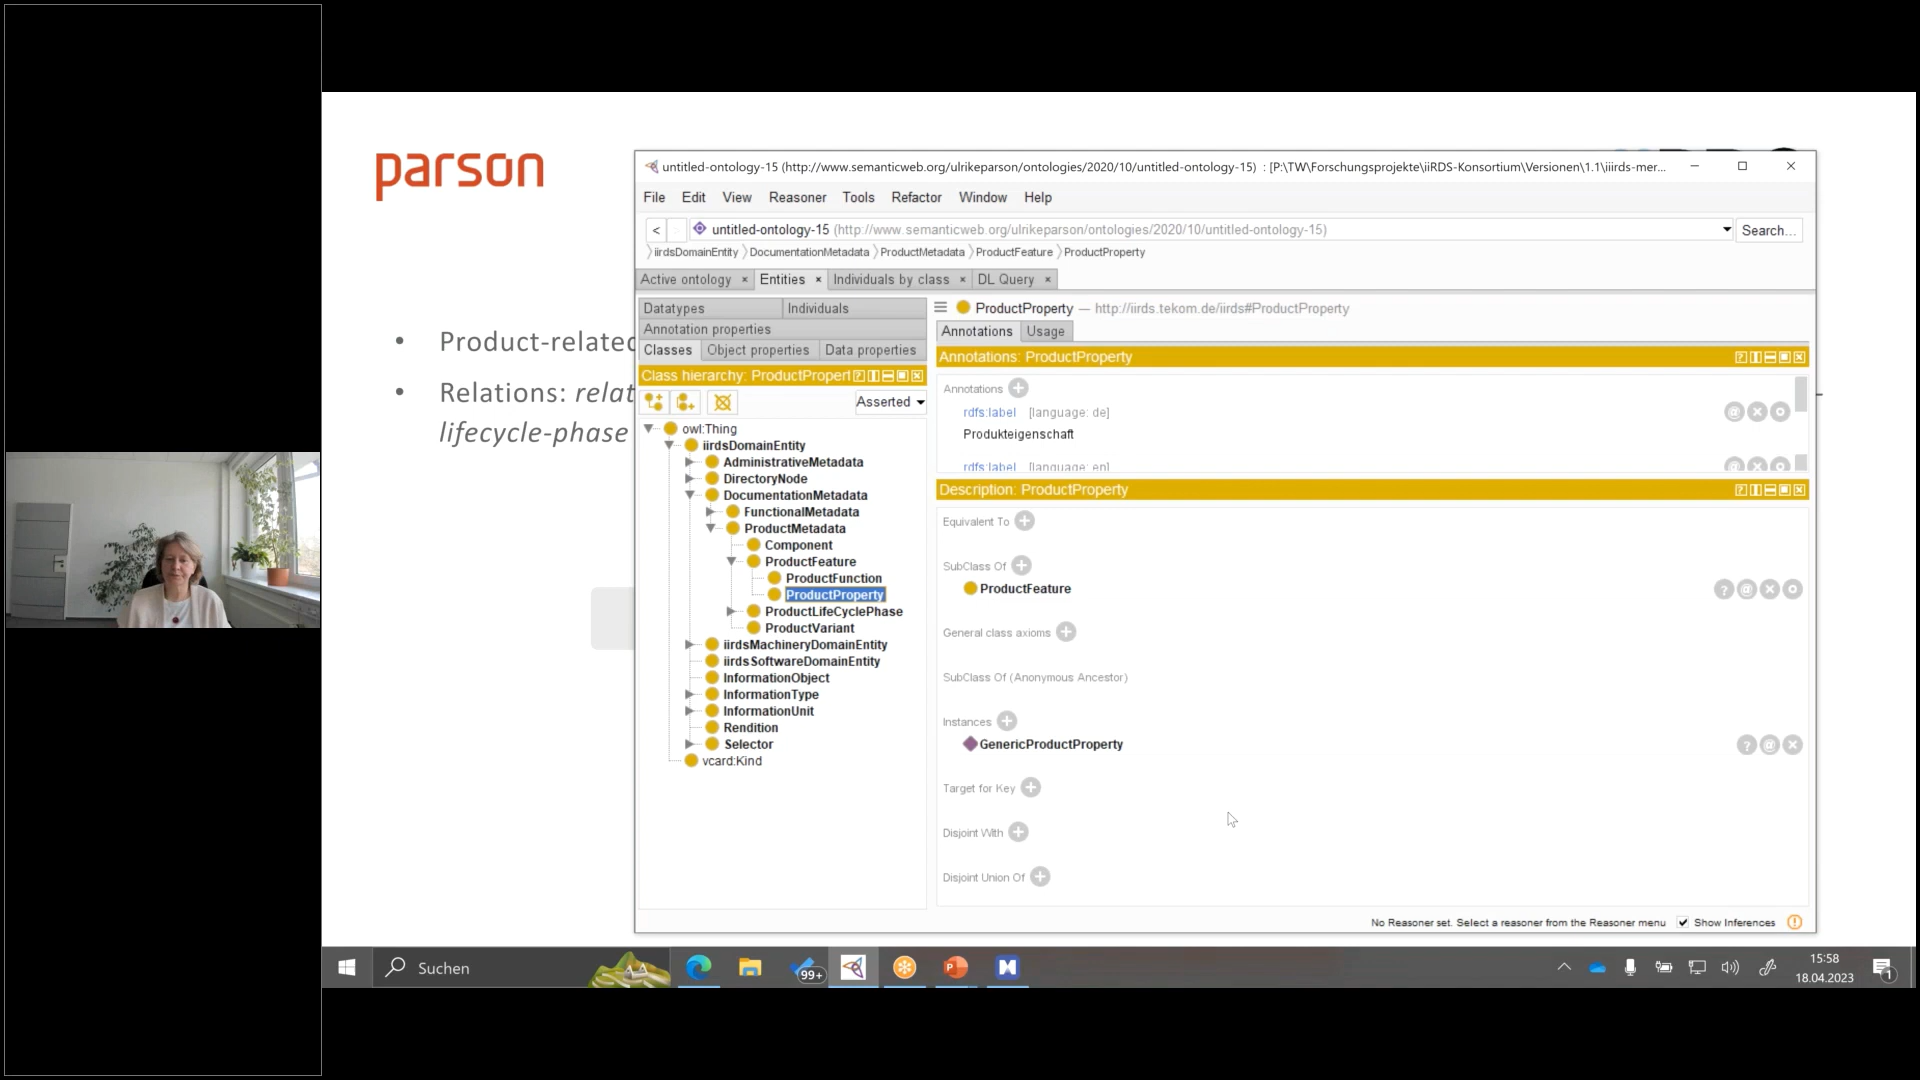 parson
• Product-related
• Relations: relat
lifecycle-phase
untitled-ontology-15 (http://www.semanticweb.org/ulrikeparson/ontologies/2020/10/untitled-ontology-15) : [P:\TW\Forschungsprojekte\iiRDS-Konsortium\Versionen\1.1\iiirds-mer...
File Edit View Reasoner Tools Refactor Window Help
< > untitled-ontology-15 (http://www.semanticweb.org/ulrikeparson/ontologies/2020/10/untitled-ontology-15) Search...
iirdsDomainEntity DocumentationMetadata ProductMetadata ProductFeature ProductProperty
Active ontology × Entities × Individuals by class × DL Query ×
Datatypes Individuals
Annotation properties
Classes Object properties Data properties
Class hierarchy: ProductPropert
Asserted
owl:Thing
iirdsDomainEntity
AdministrativeMetadata
DirectoryNode
DocumentationMetadata
FunctionalMetadata
ProductMetadata
Component
ProductFeature
ProductFunction
ProductProperty
ProductLifeCyclePhase
ProductVariant
iirdsMachineryDomainEntity
iirdsSoftwareDomainEntity
InformationObject
InformationType
InformationUnit
Rendition
Selector
vcard:Kind
ProductProperty — http://iirds.tekom.de/iirds#ProductProperty
Annotations Usage
Annotations: ProductProperty
Annotations
rdfs:label [language: de]
Produkteigenschaft
rdfs:label [language: en]
Description: ProductProperty
Equivalent To
SubClass Of
ProductFeature
General class axioms
SubClass Of (Anonymous Ancestor)
Instances
GenericProductProperty
Target for Key
Disjoint With
Disjoint Union Of
No Reasoner set. Select a reasoner from the Reasoner menu Show Inferences
Suchen
99+
15:58
18.04.2023
1